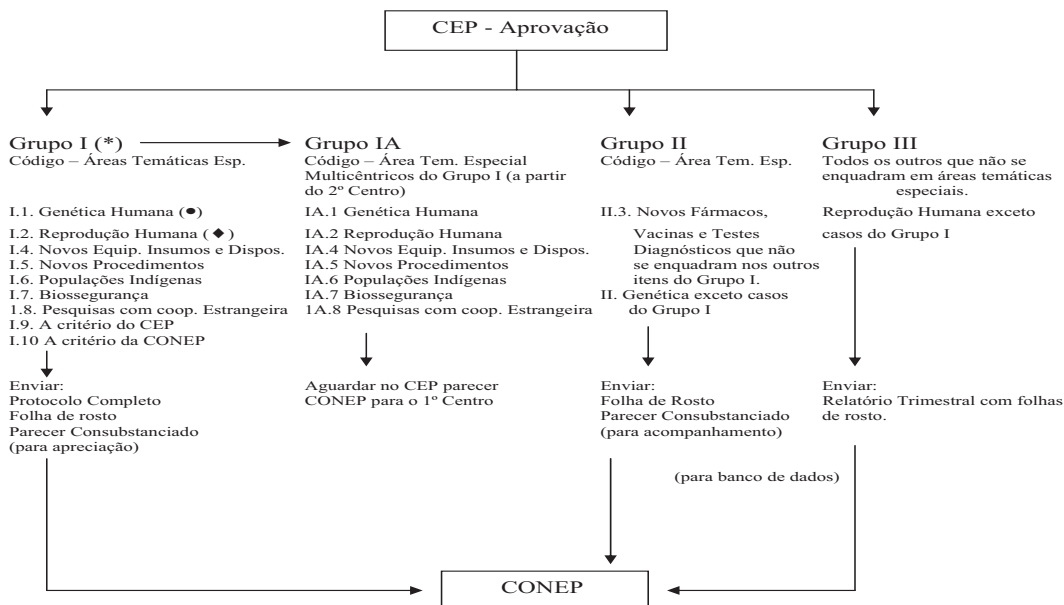 CEP - Aprovação
Grupo I (*)
Código – Áreas Temáticas Esp.
I.1. Genética Humana (●)
I.2. Reprodução Humana ( ◆ )
I.4. Novos Equip. Insumos e Dispos.
I.5. Novos Procedimentos
I.6. Populações Indígenas
I.7. Biossegurança
1.8. Pesquisas com coop. Estrangeira
I.9. A critério do CEP
I.10 A critério da CONEP
Enviar:
Protocolo Completo
Folha de rosto
Parecer Consubstanciado
(para apreciação)
Grupo IA
Código – Área Tem. Especial
Multicêntricos do Grupo I (a partir
do 2º Centro)
IA.1 Genética Humana
IA.2 Reprodução Humana
IA.4 Novos Equip. Insumos e Dispos.
IA.5 Novos Procedimentos
IA.6 Populações Indígenas
IA.7 Biossegurança
1A.8 Pesquisas com coop. Estrangeira
Aguardar no CEP parecer
CONEP para o 1º Centro
Grupo II
Código – Área Tem. Esp.
II.3. Novos Fármacos,
Vacinas e Testes
Diagnósticos que não
se enquadram nos outros
itens do Grupo I.
II. Genética exceto casos
do Grupo I
Enviar:
Folha de Rosto
Parecer Consubstanciado
(para acompanhamento)
Grupo III
Todos os outros que não se
enquadram em áreas temáticas
especiais.
Reprodução Humana exceto
casos do Grupo I
Enviar:
Relatório Trimestral com folhas
de rosto.
(para banco de dados)
CONEP